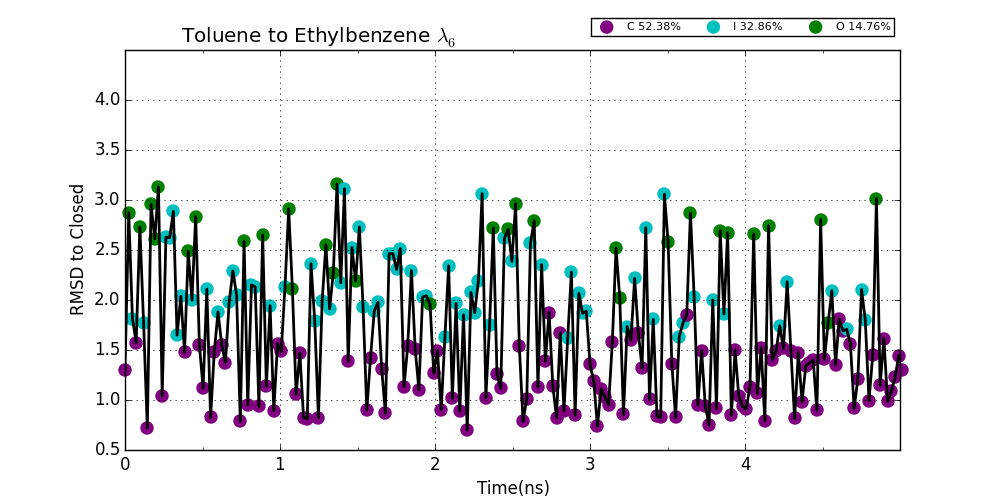 Toluene to Ethylbenzene λ6
C 52.38% I 32.86% O 14.76%
RMSD to Closed
4.0
3.5
3.0
2.5
2.0
1.5
1.0
0.5
0 1 2 3 4
Time(ns)